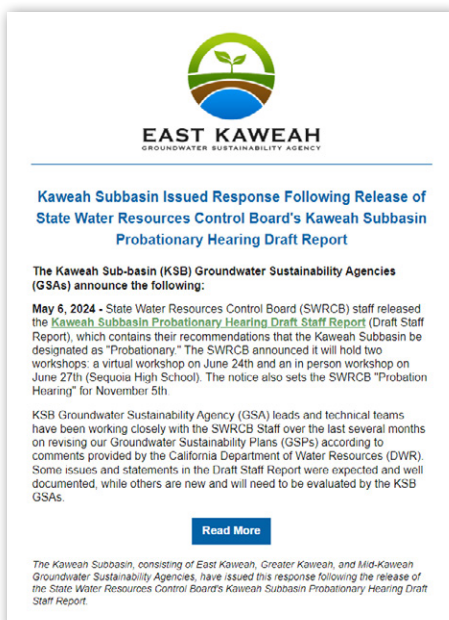 EAST KAWEAH
GROUNDWATER SUSTAINABILITY AGENCY
Kaweah Subbasin Issued Response Following Release of
State Water Resources Control Board's Kaweah Subbasin
Probationary Hearing Draft Report
The Kaweah Sub-basin (KSB) Groundwater Sustainability Agencies
(GSAs) announce the following:
May 6, 2024 - State Water Resources Control Board (SWRCB) staff released
the Kaweah Subbasin Probationary Hearing Draft Staff Report (Draft Staff
Report), which contains their recommendations that the Kaweah Subbasin be
designated as "Probationary." The SWRCB announced it will hold two
workshops: a virtual workshop on June 24th and an in person workshop on
June 27th (Sequoia High School). The notice also sets the SWRCB "Probation
Hearing" for November 5th.
KSB Groundwater Sustainability Agency (GSA) leads and technical teams
have been working closely with the SWRCB Staff over the last several months
on revising our Groundwater Sustainability Plans (GSPs) according to
comments provided by the California Department of Water Resources (DWR).
Some issues and statements in the Draft Staff Report were expected and well
documented, while others are new and will need to be evaluated by the KSB
GSAs.
Read More
The Kaweah Subbasin, consisting of East Kaweah, Greater Kaweah, and Mid-Kaweah
Groundwater Sustainability Agencies, have issued this response following the release of
the State Water Resources Control Board's Kaweah Subbasin Probationary Hearing Draft
Staff Report.